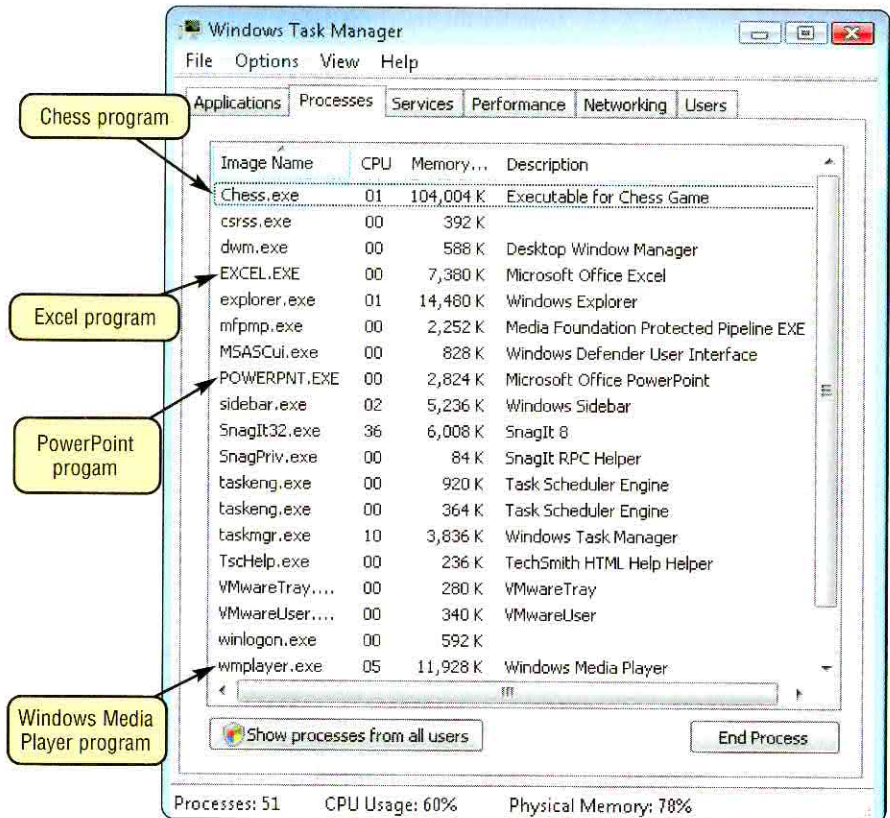 Windows Task Manager
File Options View Help
Applications Processes Services Performance Networking Users
Chess program
Image Name CPU Memory... Description
Chess.exe 01 104,004 K Executable for Chess Game
csrss.exe 00 392 K
dwm.exe 00 588 K Desktop Window Manager
EXCEL.EXE 00 7,380 K Microsoft Office Excel
Excel program
explorer.exe 01 14,480 K Windows Explorer
mfpmp.exe 00 2,252 K Media Foundation Protected Pipeline EXE
MSASCui.exe 00 828 K Windows Defender User Interface
POWERPNT.EXE 00 2,824 K Microsoft Office PowerPoint
sidebar.exe 02 5,236 K Windows Sidebar
PowerPoint
progam
SnagIt32.exe 36 6,008 K SnagIt 8
SnagPriv.exe 00 84 K SnagIt RPC Helper
taskeng.exe 00 920 K Task Scheduler Engine
taskeng.exe 00 364 K Task Scheduler Engine
taskmgr.exe 10 3,836 K Windows Task Manager
TscHelp.exe 00 236 K TechSmith HTML Help Helper
VMwareTray.... 00 280 K VMwareTray
VMwareUser.... 00 340 K VMwareUser
winlogon.exe 00 592 K
wmplayer.exe 05 11,928 K Windows Media Player
Windows Media
Player program
Show processes from all users End Process
Processes: 51 CPU Usage: 60% Physical Memory: 78%